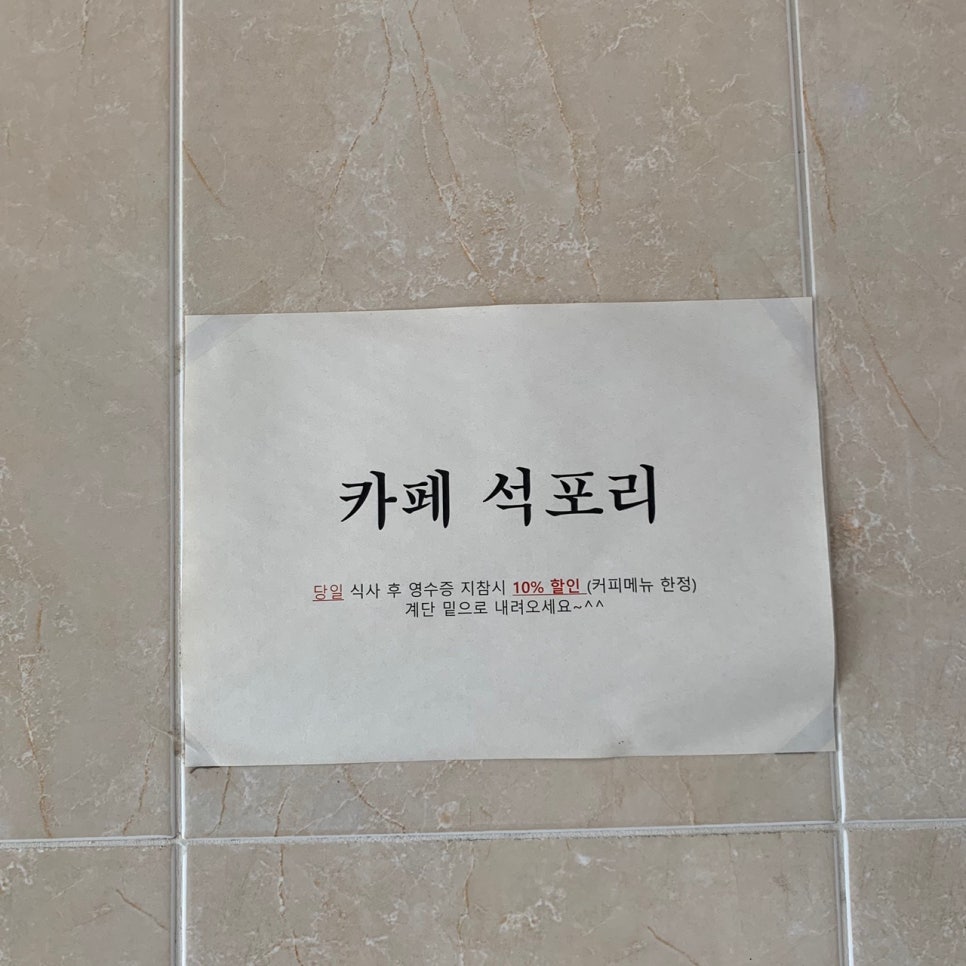 카페 석포리
당일 식사 후 영수증 지참시 10% 할인 (커피메뉴 한정)
계단 밑으로 내려오세요~^^